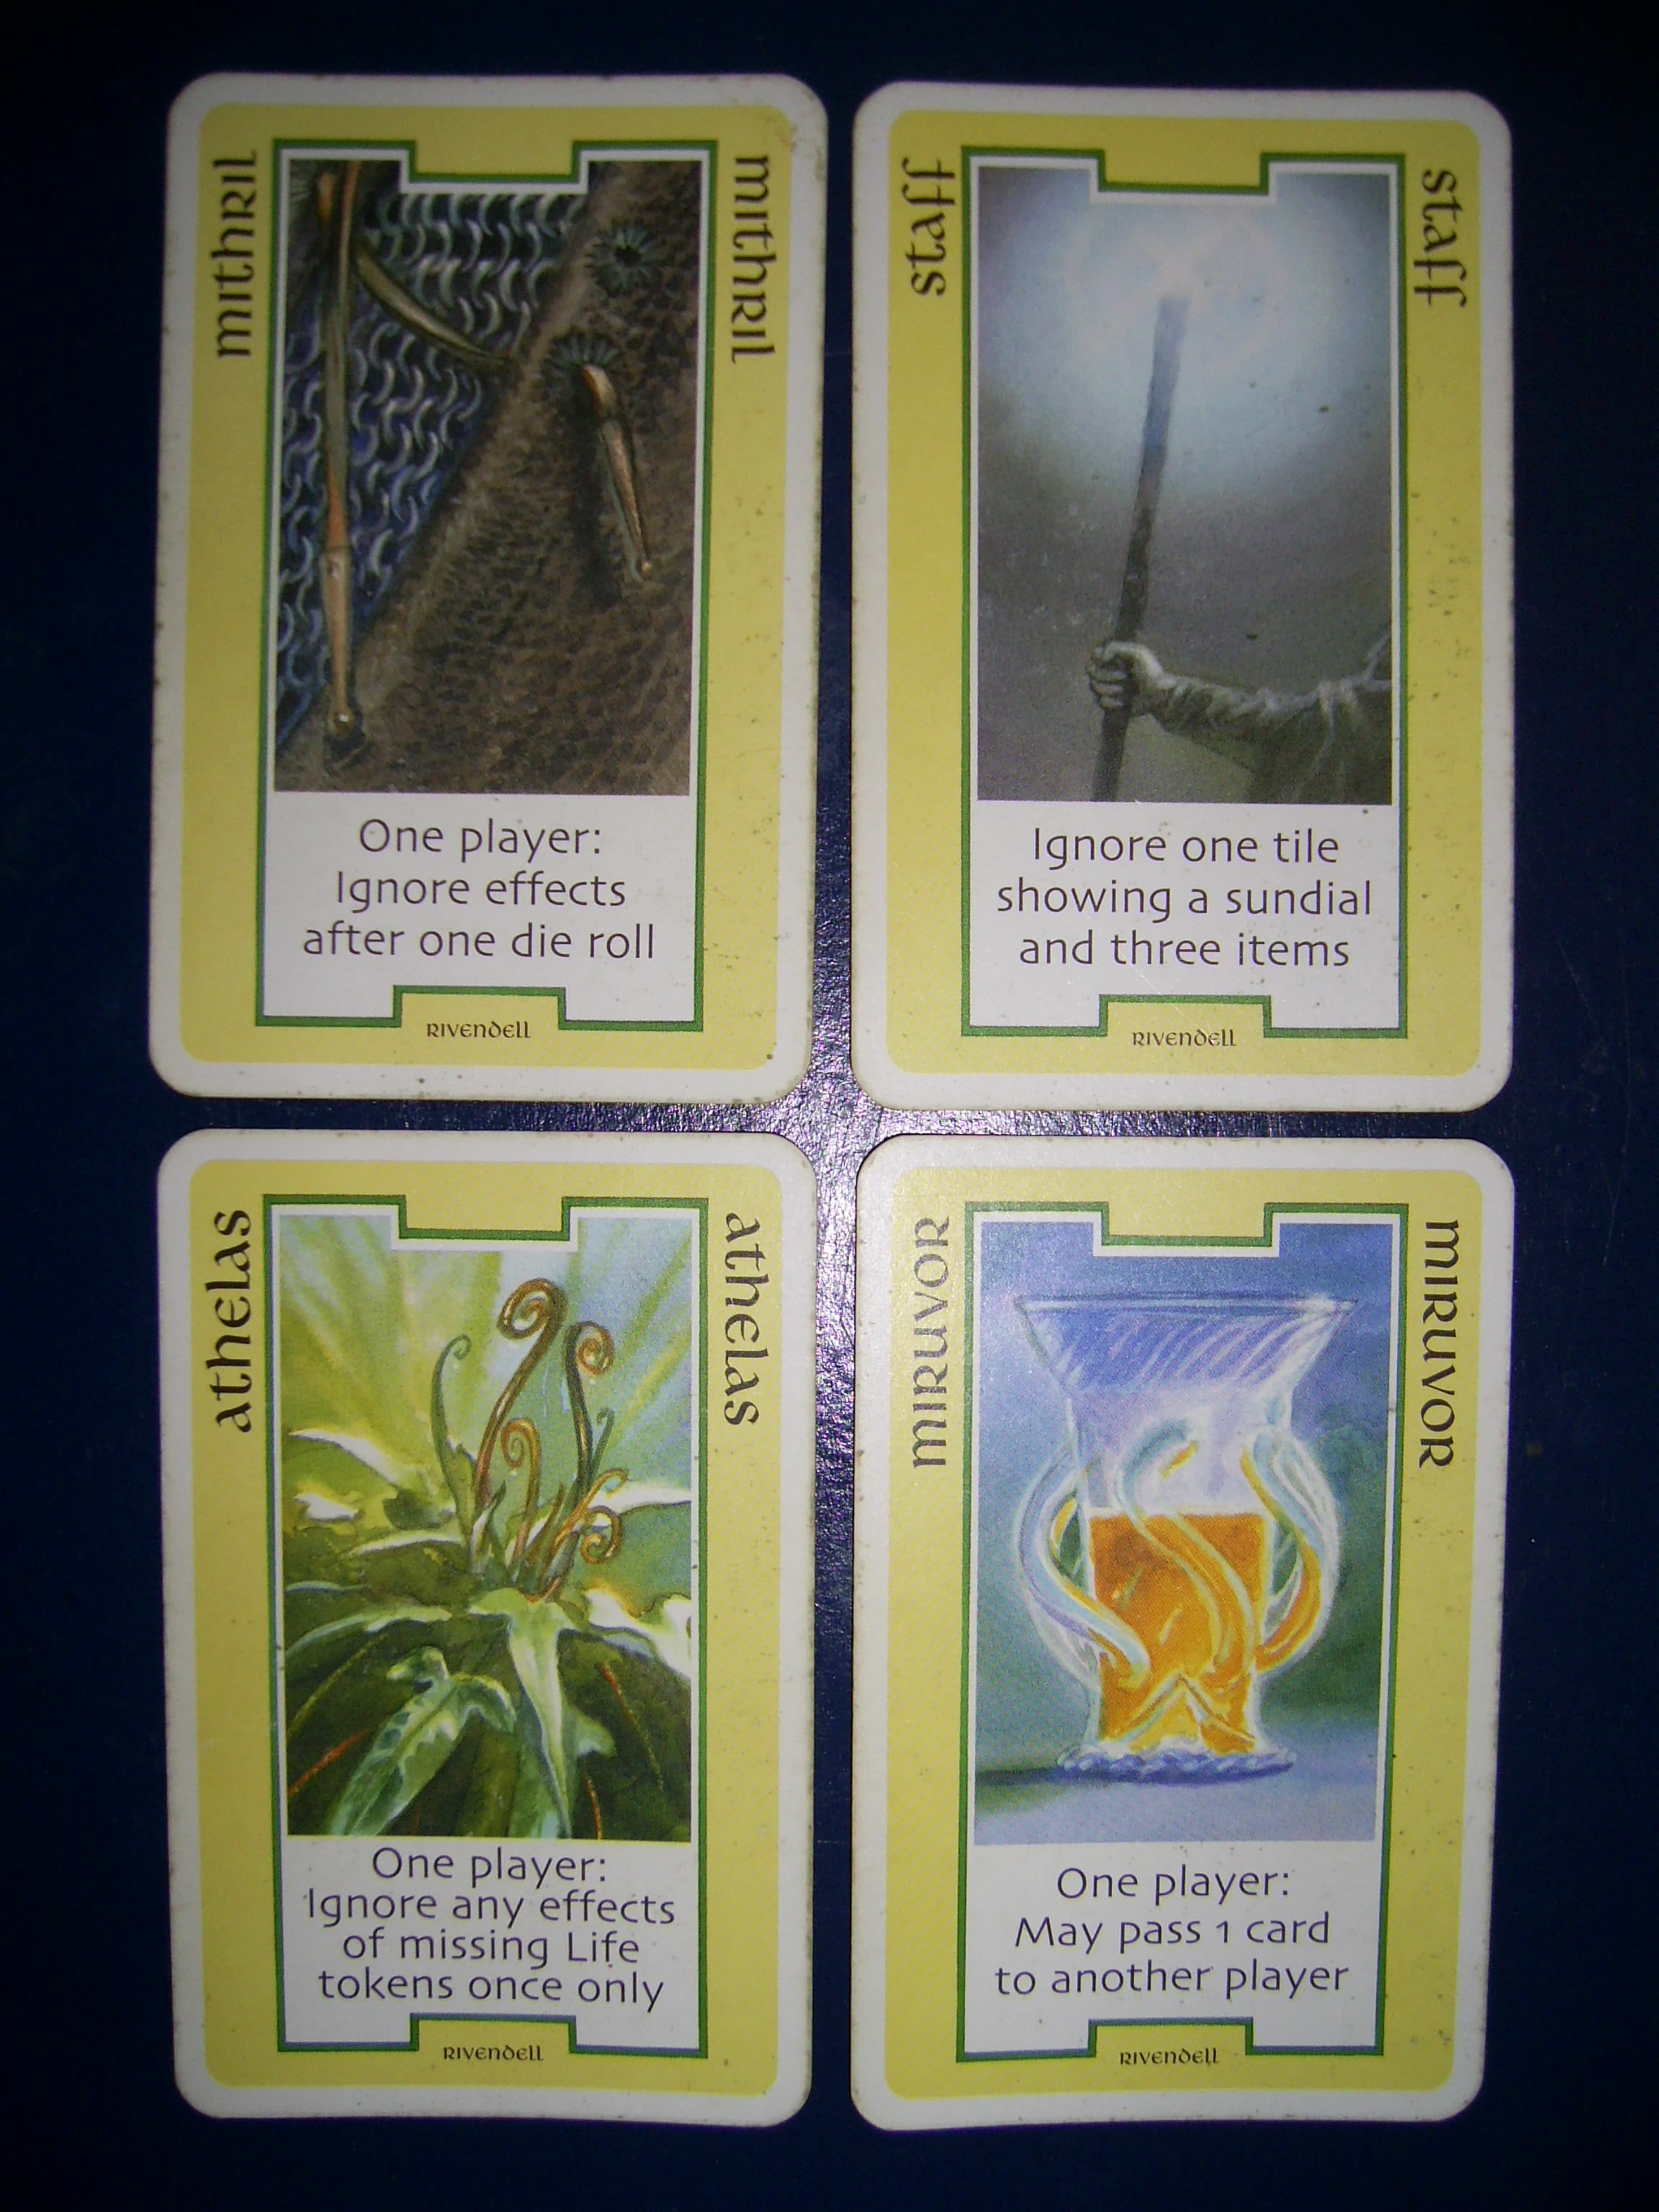 mithril
mithril
One player:
Ignore effects
after one die roll
rivendell
staff
staff
Ignore one tile
showing a sundial
and three items
rivendell
athelas
athelas
One player:
Ignore any effects
of missing Life
tokens once only
rivendell
miruvor
miruvor
One player:
May pass 1 card
to another player
rivendell